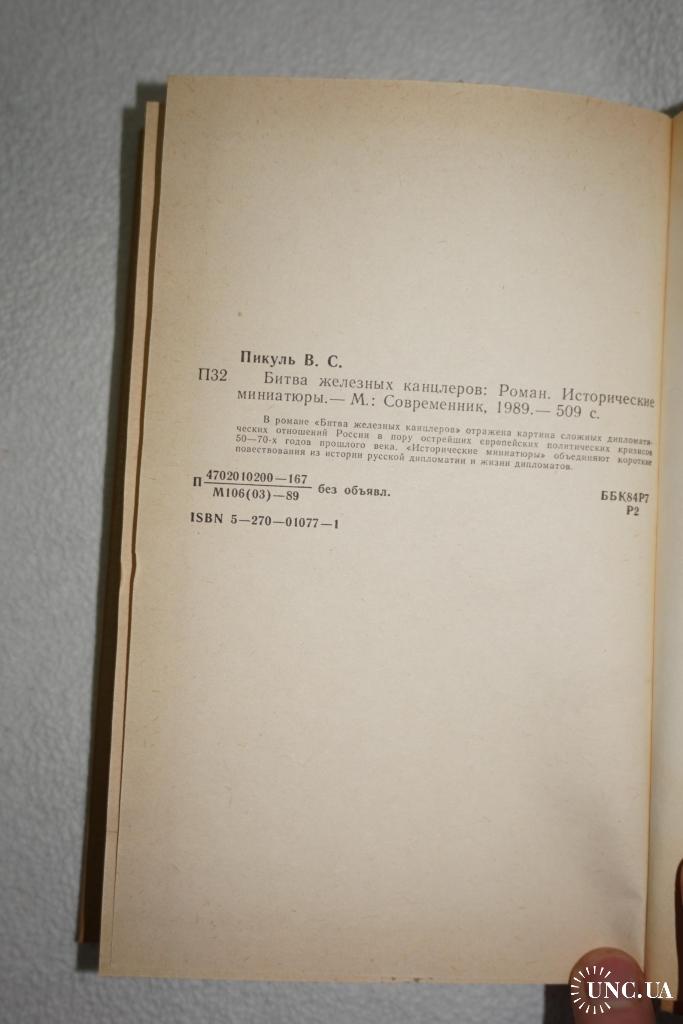 Пикуль В. С.
П32 Битва железных канцлеров: Роман. Исторические
миниатюры.— М.: Современник, 1989.— 509 с.
В романе «Битва железных канцлеров» отражена картина сложных дипломати-
ческих отношений России в пору острейших европейских политических кризисов
50—70-х годов прошлого века. «Исторические миниатюры» объединяют короткие
повествования из истории русской дипломатии и жизни дипломатов.
П 4702010200—167
М106(03)—89 без объявл.
ББК84Р7
Р2
ISBN 5—270—01077—1
UNC.UA